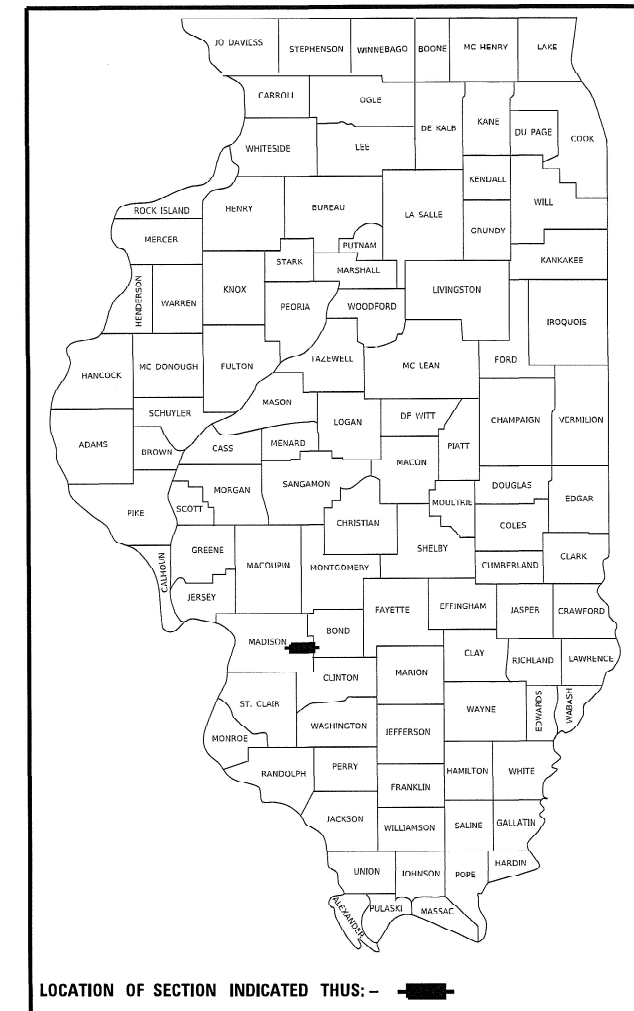 JO DAVIESS
STEPHENSON
WINNEBAGO
BOONE
MC HENRY
LAKE
CARROLL
OGLE
DE KALB
KANE
DU PAGE
COOK
WHITESIDE
LEE
KENDALL
WILL
ROCK ISLAND
HENRY
BUREAU
LA SALLE
GRUNDY
MERCER
PUTNAM
KANKAKEE
STARK
MARSHALL
HENDERSON
WARREN
KNOX
PEORIA
WOODFORD
LIVINGSTON
IROQUOIS
HANCOCK
MC DONOUGH
FULTON
TAZEWELL
MC LEAN
FORD
MASON
SCHUYLER
LOGAN
DE WITT
CHAMPAIGN
VERMILION
ADAMS
BROWN
CASS
MENARD
PIATT
MACON
SANGAMON
MORGAN
SCOTT
PIKE
MOULTRIE
DOUGLAS
EDGAR
CHRISTIAN
COLES
SHELBY
GREENE
CALHOUN
MACOUPIN
MONTGOMERY
CUMBERLAND
CLARK
JERSEY
FAYETTE
EFFINGHAM
JASPER
CRAWFORD
MADISON
BOND
CLAY
RICHLAND
LAWRENCE
CLINTON
MARION
ST. CLAIR
WAYNE
EDWARDS
WABASH
WASHINGTON
JEFFERSON
MONROE
RANDOLPH
PERRY
HAMILTON
WHITE
FRANKLIN
JACKSON
WILLIAMSON
SALINE
GALLATIN
UNION
JOHNSON
POPE
HARDIN
ALEXANDER
PULASKI
MASSAC
LOCATION OF SECTION INDICATED THUS: –